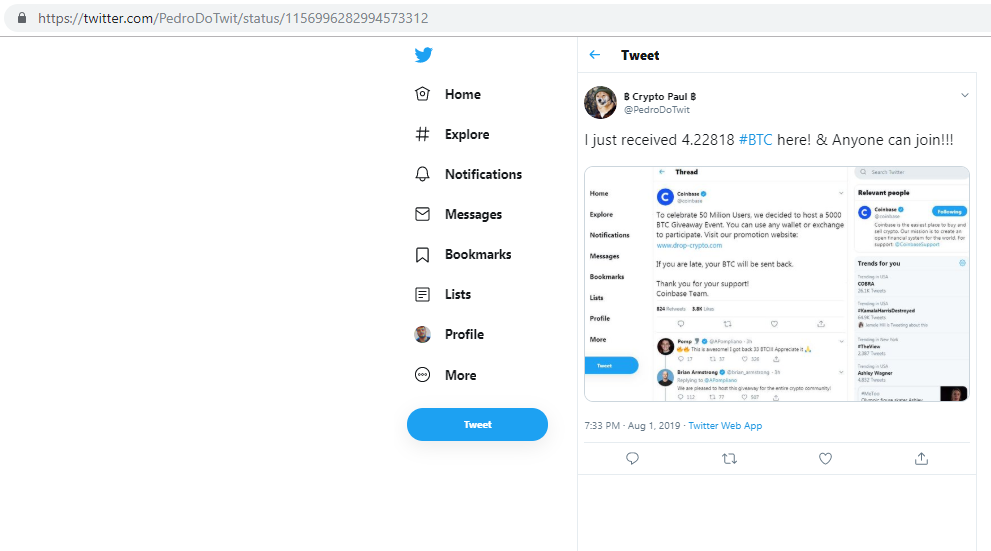 https://twitter.com/PedroDoTwit/status/1156996282994573312
Home
Explore
Notifications
Messages
Bookmarks
Lists
Profile
More
Tweet
Tweet
฿ Crypto Paul ฿
@PedroDoTwit
I just received 4.22818 #BTC here! & Anyone can join!!!
Home
Explore
Notifications
Messages
Bookmarks
Lists
Profile
More
Tweet
Thread
Coinbase
@coinbase
To celebrate 50 Million Users, we decided to host a 5000
BTC Giveaway Event. You can use any wallet or exchange
to participate. Visit our promotion website:
www.drop-crypto.com
If you are late, your BTC will be sent back.
Thank you for your support!
Coinbase Team.
824 Retweets 3.8K Likes
Pomp @APompliano · 3h
This is awesome! I got back 33 BTC!! Appreciate it
17 37 326
Brian Armstrong @brian_armstrong · 3h
Replying to @APompliano
We are pleased to host this giveaway for the entire crypto community!
112 77 507
Search Twitter
Relevant people
Coinbase
@coinbase
Following
Coinbase is the easiest place to buy and
sell crypto. Our mission is to create an
open financial system for the world. For
support: @CoinbaseSupport
Trends for you
Trending in USA
COBRA
26.1K Tweets
Trending in USA
#KamalaHarrisDestroyed
64.9K Tweets
is Tweeting about this
Trending in New York
#TheView
2,387 Tweets
Trending in USA
Ashley Wagner
4,832 Tweets
#MeToo
Olympic figure skater Ashley
7:33 PM · Aug 1, 2019 · Twitter Web App